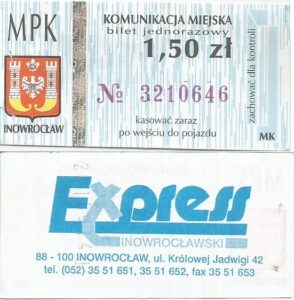 MPK
KOMUNIKACJA MIEJSKA
bilet jednorazowy
1,50 zł
№ 3210646
INOWROCŁAW
kasować zaraz
po wejściu do pojazdu
zachować dla kontroli
MK
Express
INOWROCŁAWSKI
88 - 100 INOWROCŁAW, ul. Królowej Jadwigi 42
tel. (052) 35 51 651, 35 51 652, fax 35 51 653